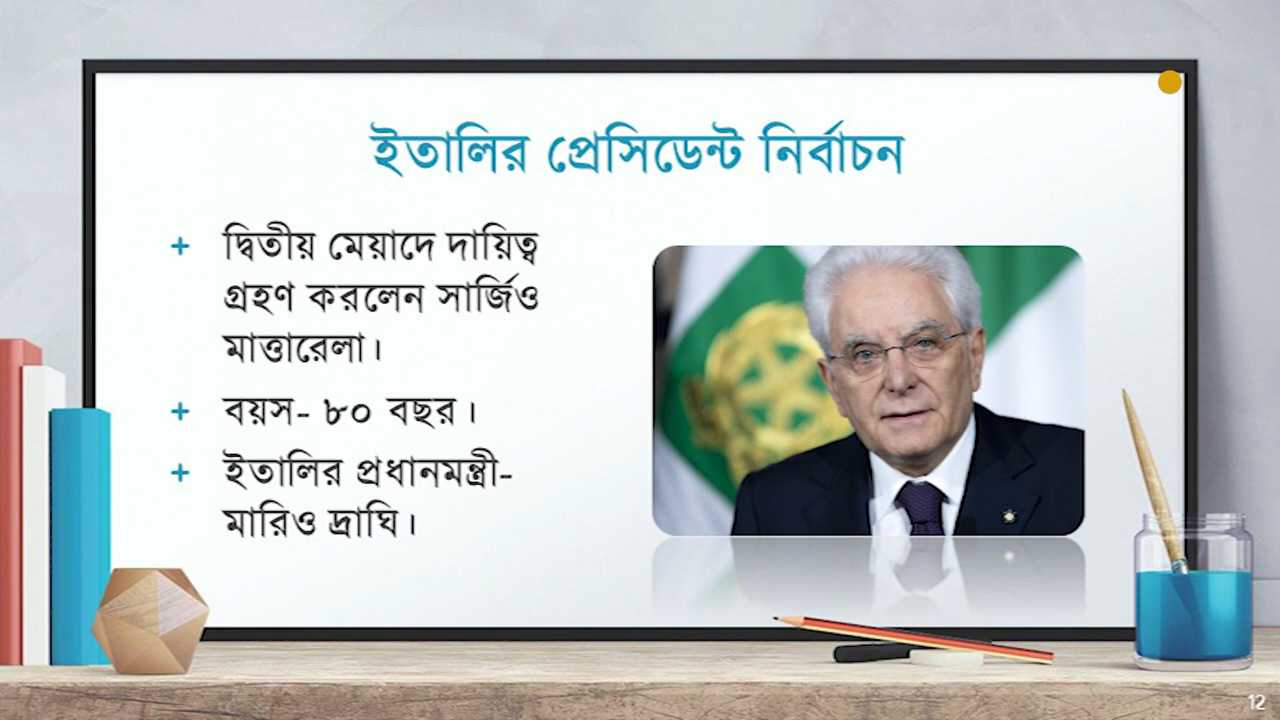 ইতালির প্রেসিডেন্ট নির্বাচন
+ দ্বিতীয় মেয়াদে দায়িত্ব
গ্রহণ করলেন সার্জিও
মাত্তারেলা।
+ বয়স- ৮০ বছর।
+ ইতালির প্রধানমন্ত্রী-
মারিও দ্রাঘি।
12